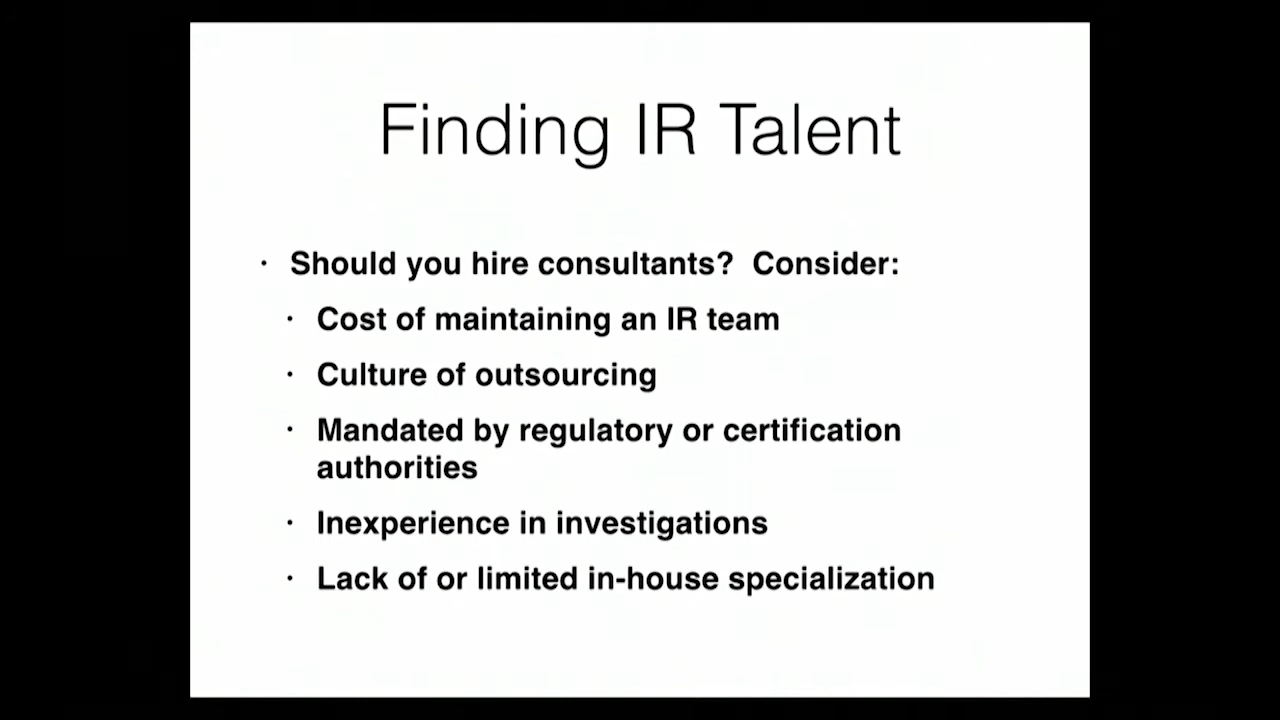 Finding IR Talent
· Should you hire consultants?  Consider:
· Cost of maintaining an IR team
· Culture of outsourcing
· Mandated by regulatory or certification
authorities
· Inexperience in investigations
· Lack of or limited in-house specialization